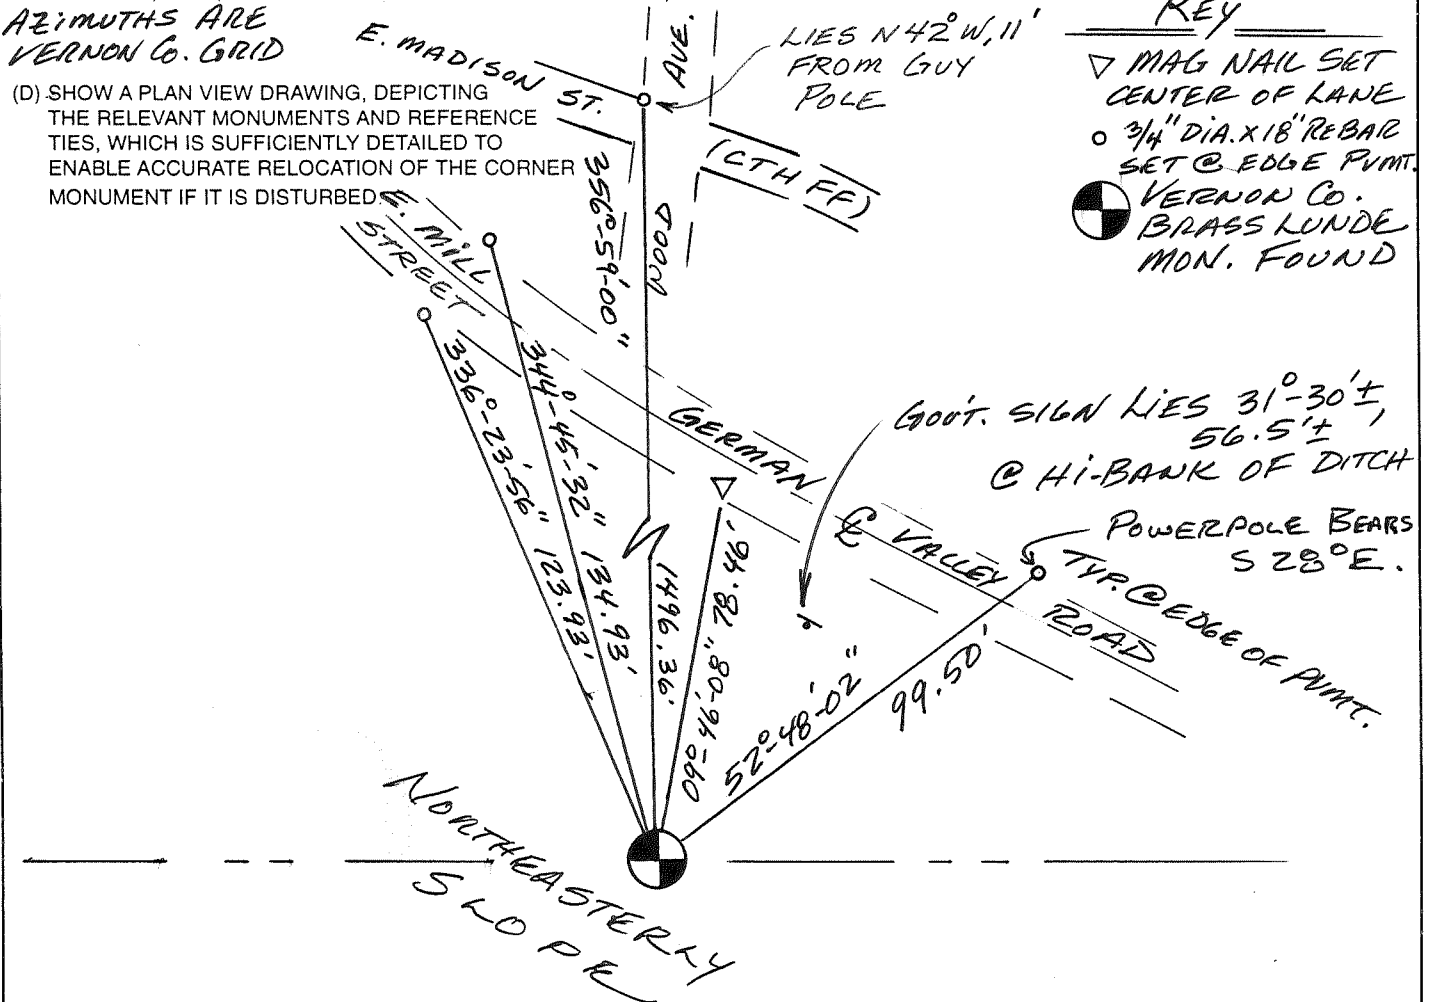 AZIMUTHS ARE
VERNON CO. GRID
(D) SHOW A PLAN VIEW DRAWING, DEPICTING
THE RELEVANT MONUMENTS AND REFERENCE
TIES, WHICH IS SUFFICIENTLY DETAILED TO
ENABLE ACCURATE RELOCATION OF THE CORNER
MONUMENT IF IT IS DISTURBED.
E. MADISON ST.
AVE.
LIES N 42° W, 11'
FROM GUY
POLE
KEY
MAG NAIL SET
CENTER OF LANE
3/4" DIA. X 18" REBAR
SET @ EDGE PVMT.
VERNON CO.
BRASS LUNDE
MON. FOUND
(CTH FF)
WOOD
356°-59'-00"
E. MILL
STREET
336°-23'-56" 123.93'
344°-45'-32" 134.93'
1496.36'
09°-46'-08" 78.46'
52°-48'-02"
99.50'
GERMAN
℄ VALLEY
ROAD
GOV'T. SIGN LIES 31°-30'±,
56.5'±
@ HI-BANK OF DITCH
POWERPOLE BEARS
S 28° E.
TYP. @ EDGE OF PVMT.
NORTHEASTERLY
SLOPE